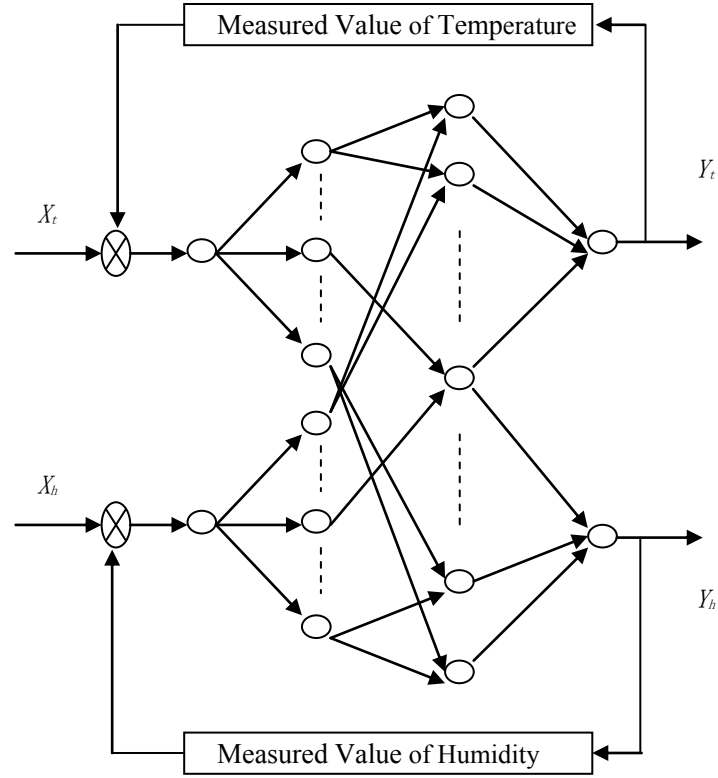 Measured Value of Temperature
Xₜ
Yₜ
Xₕ
Yₕ
Measured Value of Humidity